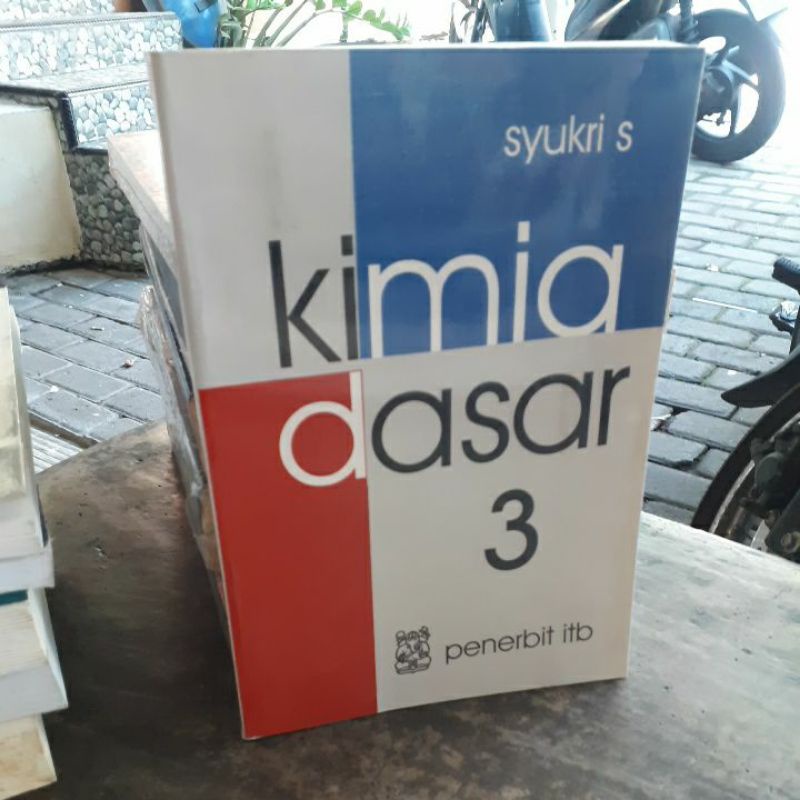 syukri s
kimia
dasar
3
penerbit itb